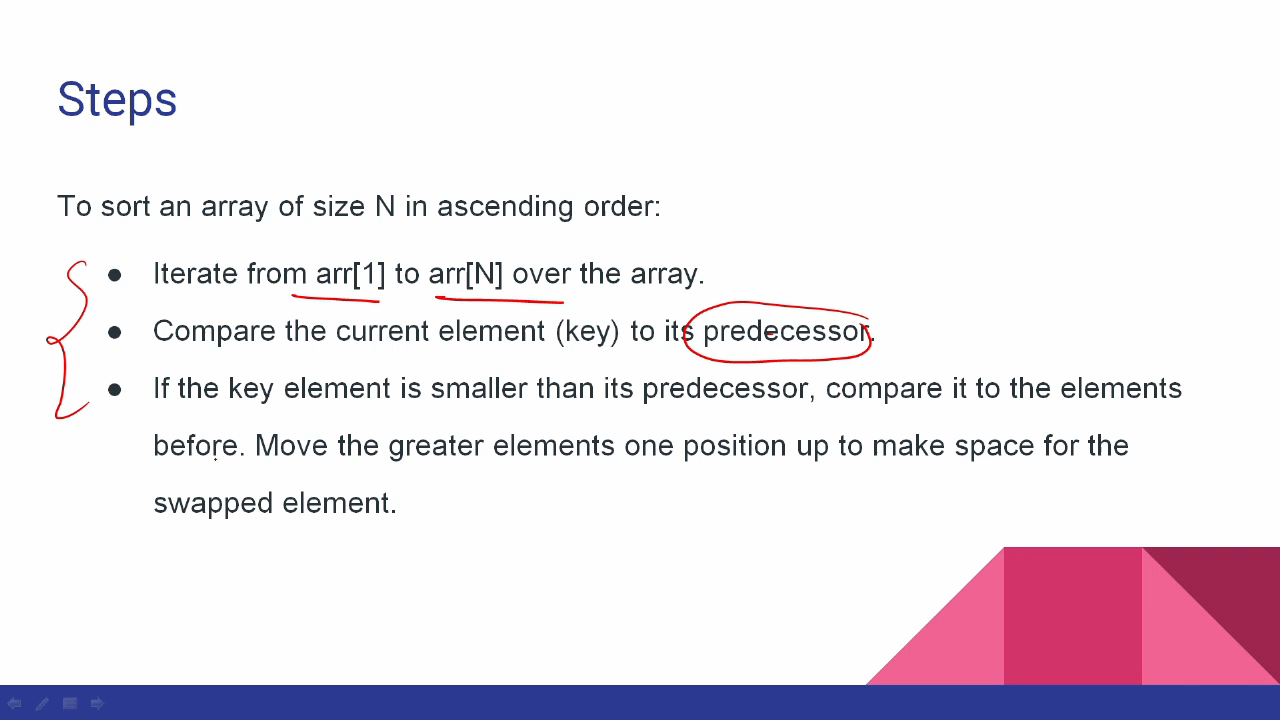 Steps
To sort an array of size N in ascending order:
● Iterate from arr[1] to arr[N] over the array.
● Compare the current element (key) to its predecessor.
● If the key element is smaller than its predecessor, compare it to the elements
before. Move the greater elements one position up to make space for the
swapped element.